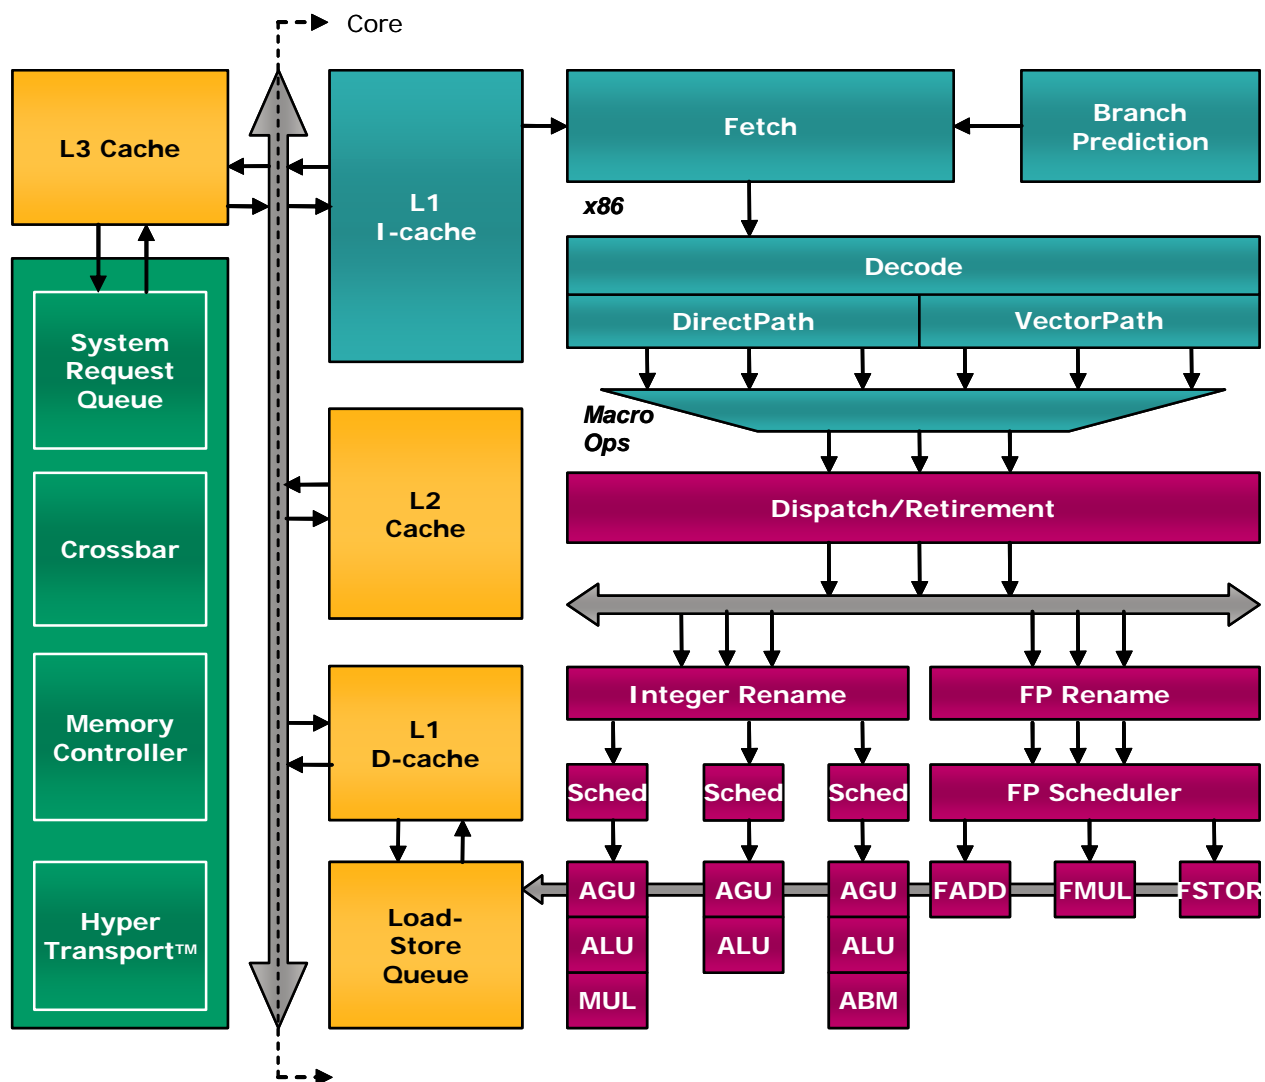 Core
L3 Cache
L1
I-cache
Fetch
Branch
Prediction
x86
Decode
DirectPath
VectorPath
System
Request
Queue
Macro
Ops
L2
Cache
Dispatch/Retirement
Crossbar
Memory
Controller
L1
D-cache
Integer Rename
FP Rename
Sched
Sched
Sched
FP Scheduler
Hyper
Transport™
Load-
Store
Queue
AGU
ALU
MUL
AGU
ALU
AGU
ALU
ABM
FADD
FMUL
FSTOR